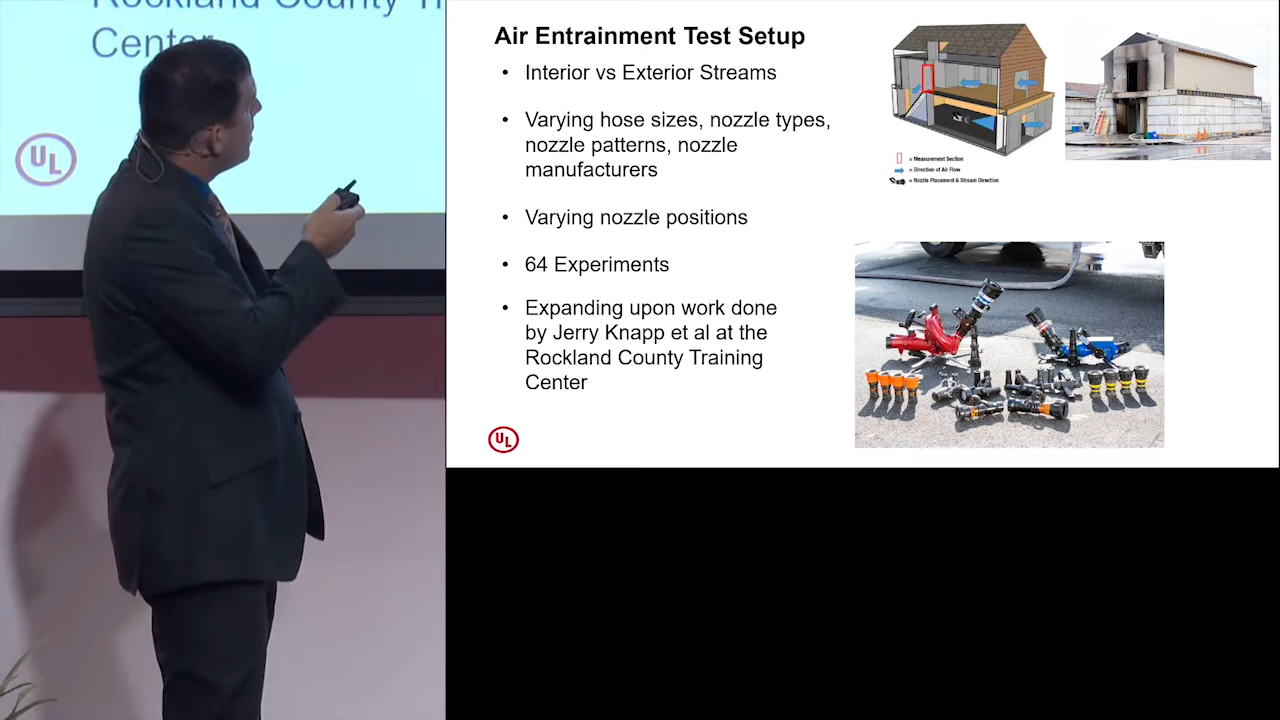 Rockland County Tr
Center
UL
Air Entrainment Test Setup
• Interior vs Exterior Streams
• Varying hose sizes, nozzle types,
nozzle patterns, nozzle
manufacturers
• Varying nozzle positions
• 64 Experiments
• Expanding upon work done
by Jerry Knapp et al at the
Rockland County Training
Center
UL
= Measurement Section
= Direction of Air Flow
= Nozzle Placement & Stream Direction